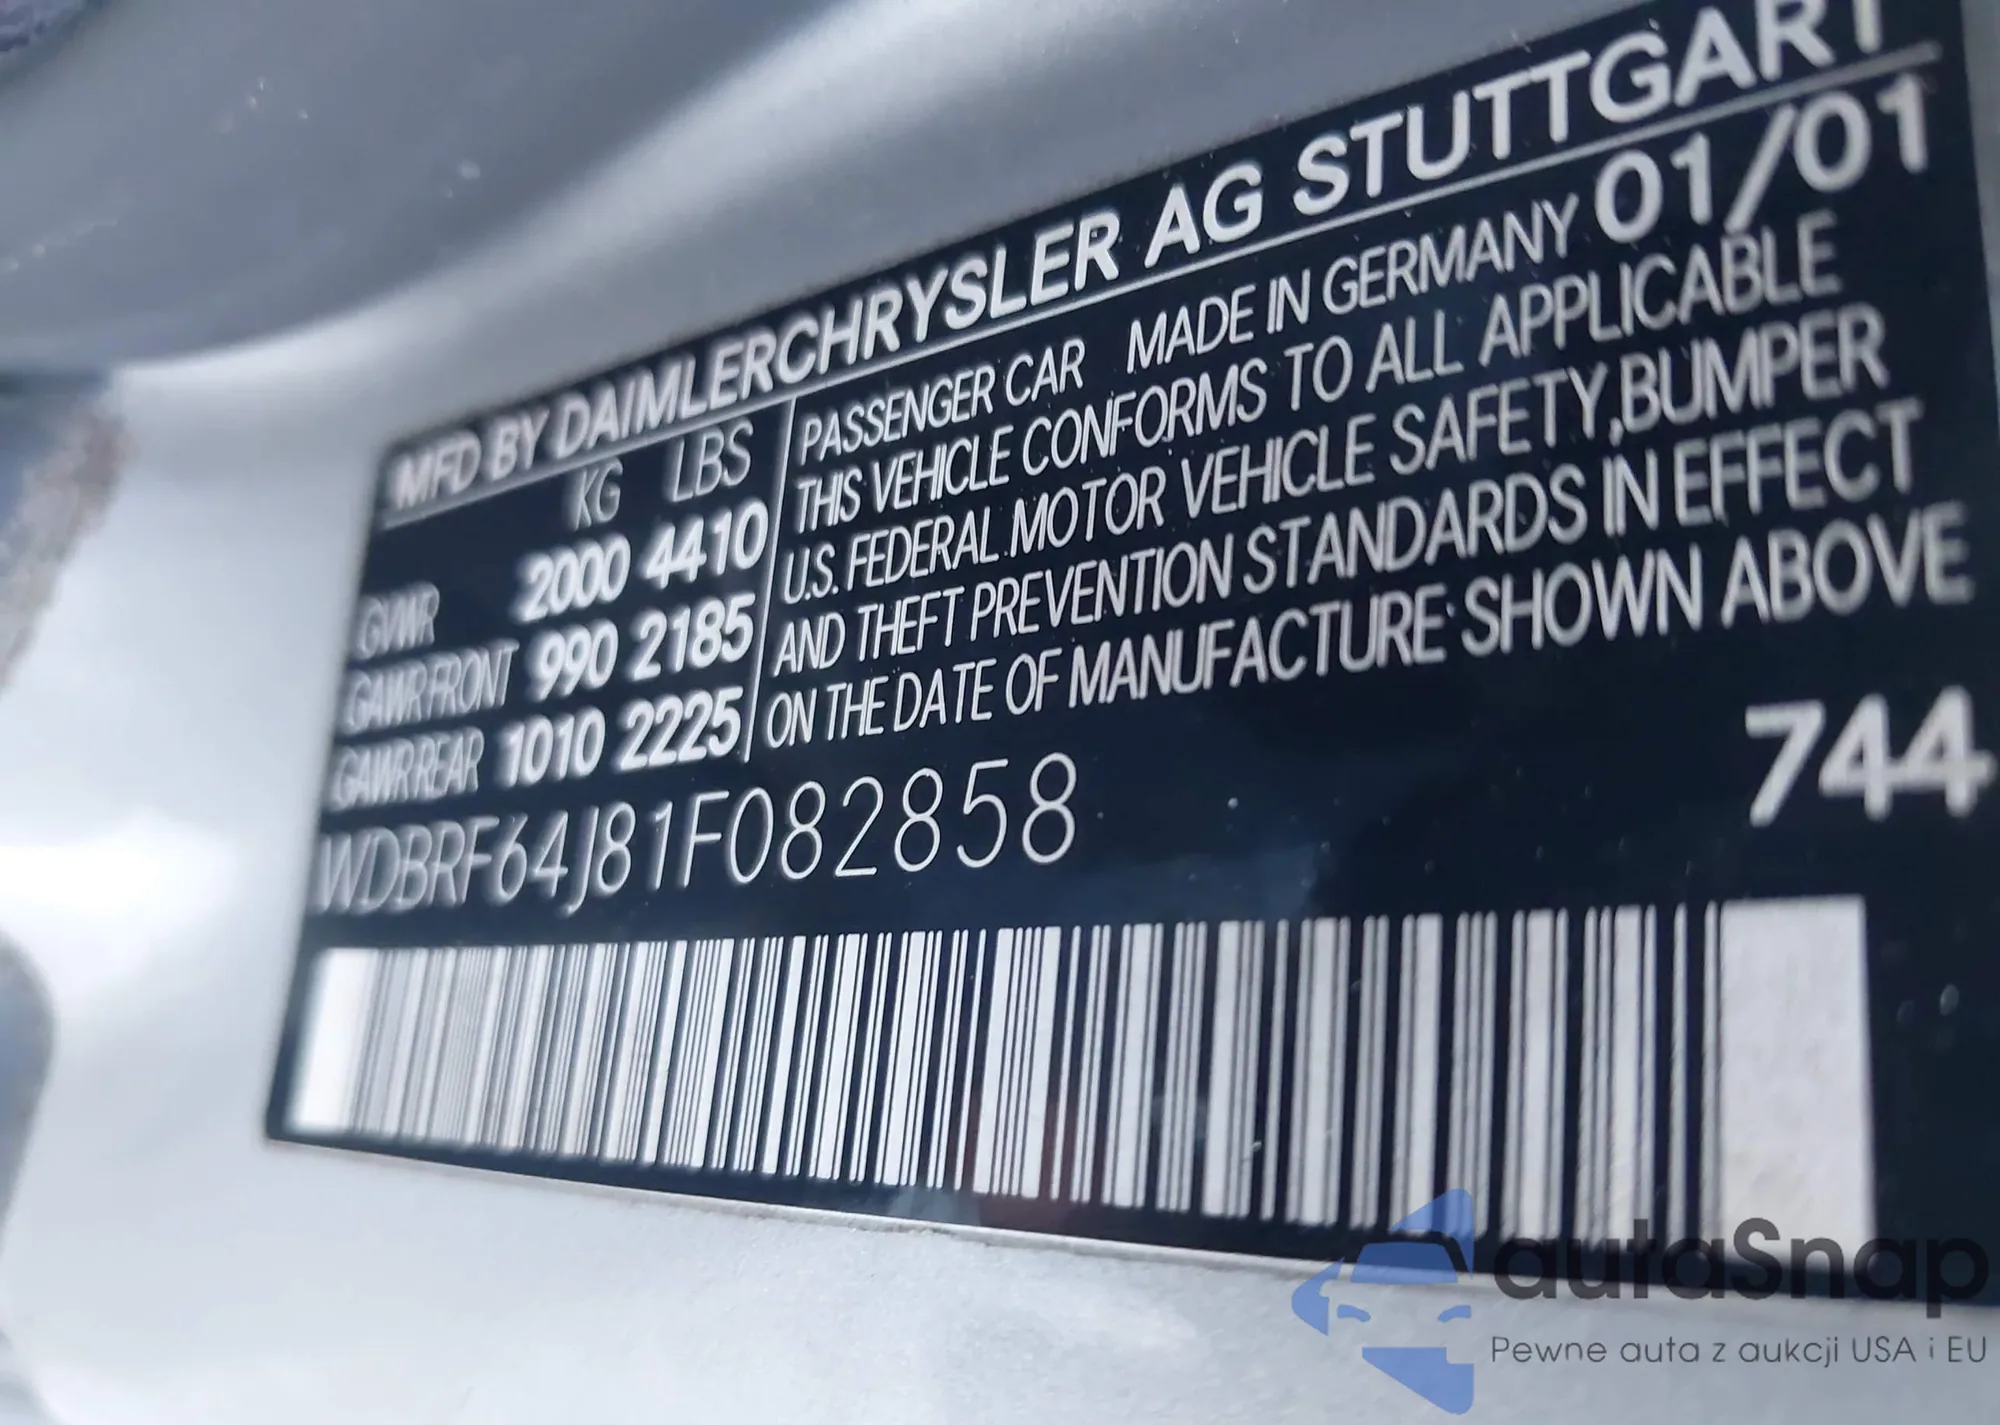 MFD BY DAIMLERCHRYSLER AG STUTTGART
KG LBS
GVWR 2000 4410
GAWR FRONT 990 2185
GAWR REAR 1010 2225
PASSENGER CAR MADE IN GERMANY 01/01
THIS VEHICLE CONFORMS TO ALL APPLICABLE
U.S. FEDERAL MOTOR VEHICLE SAFETY, BUMPER
AND THEFT PREVENTION STANDARDS IN EFFECT
ON THE DATE OF MANUFACTURE SHOWN ABOVE
WDBRF64J81F082858
744
autaSnap
Pewne auta z aukcji USA i EU